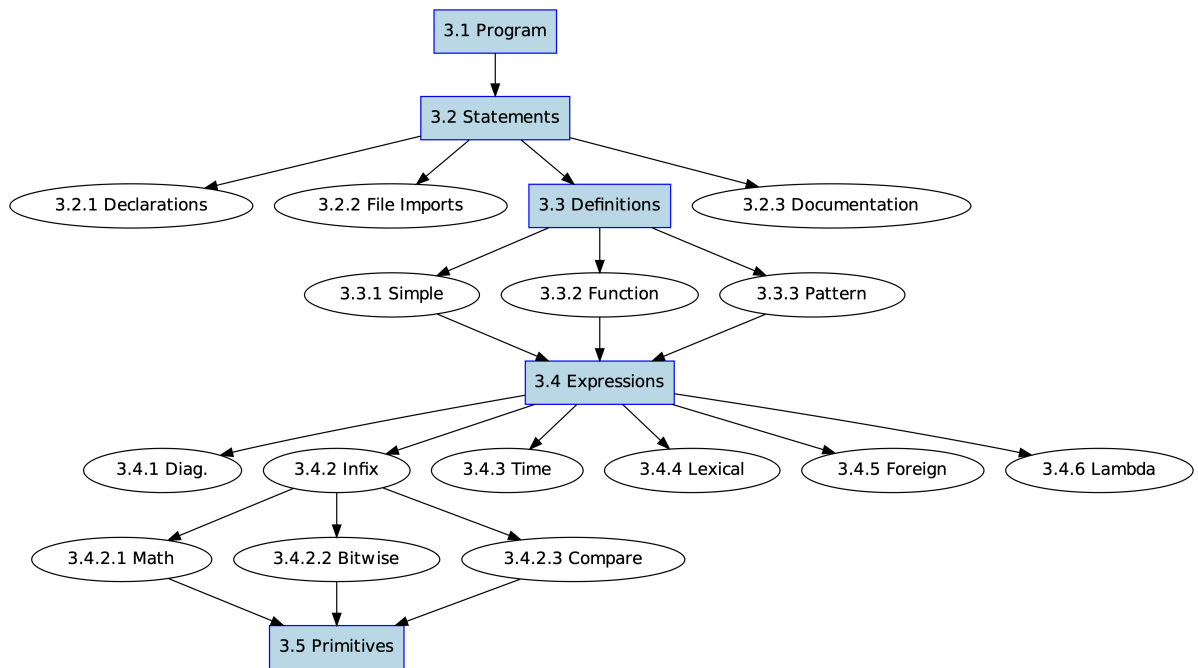 3.1 Program
3.2 Statements
3.2.1 Declarations
3.2.2 File Imports
3.3 Definitions
3.2.3 Documentation
3.3.1 Simple
3.3.2 Function
3.3.3 Pattern
3.4 Expressions
3.4.1 Diag.
3.4.2 Infix
3.4.3 Time
3.4.4 Lexical
3.4.5 Foreign
3.4.6 Lambda
3.4.2.1 Math
3.4.2.2 Bitwise
3.4.2.3 Compare
3.5 Primitives